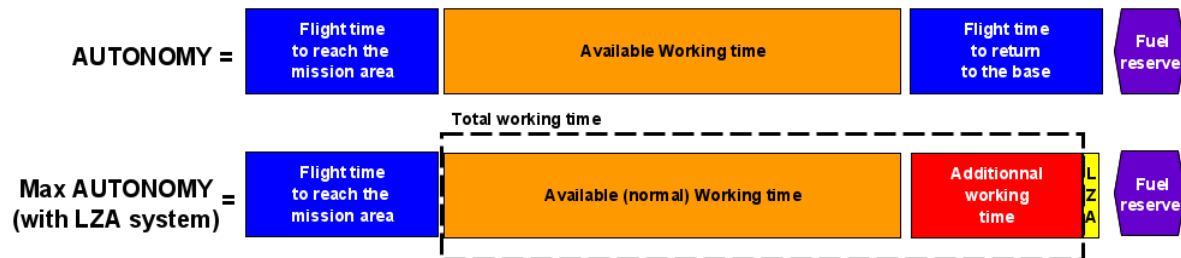 AUTONOMY =
Flight time
to reach the
mission area
Available Working time
Flight time
to return
to the base
Fuel
reserve
Total working time
Max AUTONOMY
(with LZA system)
=
Flight time
to reach the
mission area
Available (normal) Working time
Additionnal
working
time
L
Z
A
Fuel
reserve